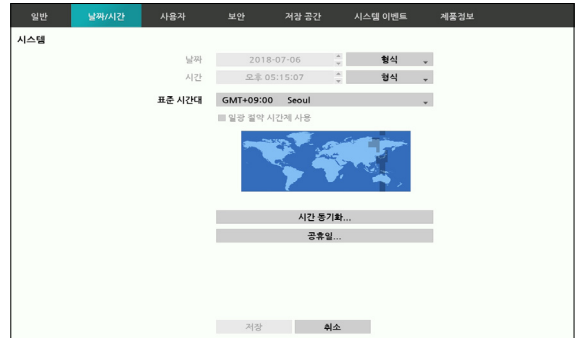 일반 날짜/시간 사용자 보안 저장 공간 시스템 이벤트 제품정보
시스템
날짜 2018-07-06 형식
시간 오후 05:15:07 형식
표준 시간대 GMT+09:00 Seoul
일광 절약 시간제 사용
시간 동기화...
공휴일...
저장 취소